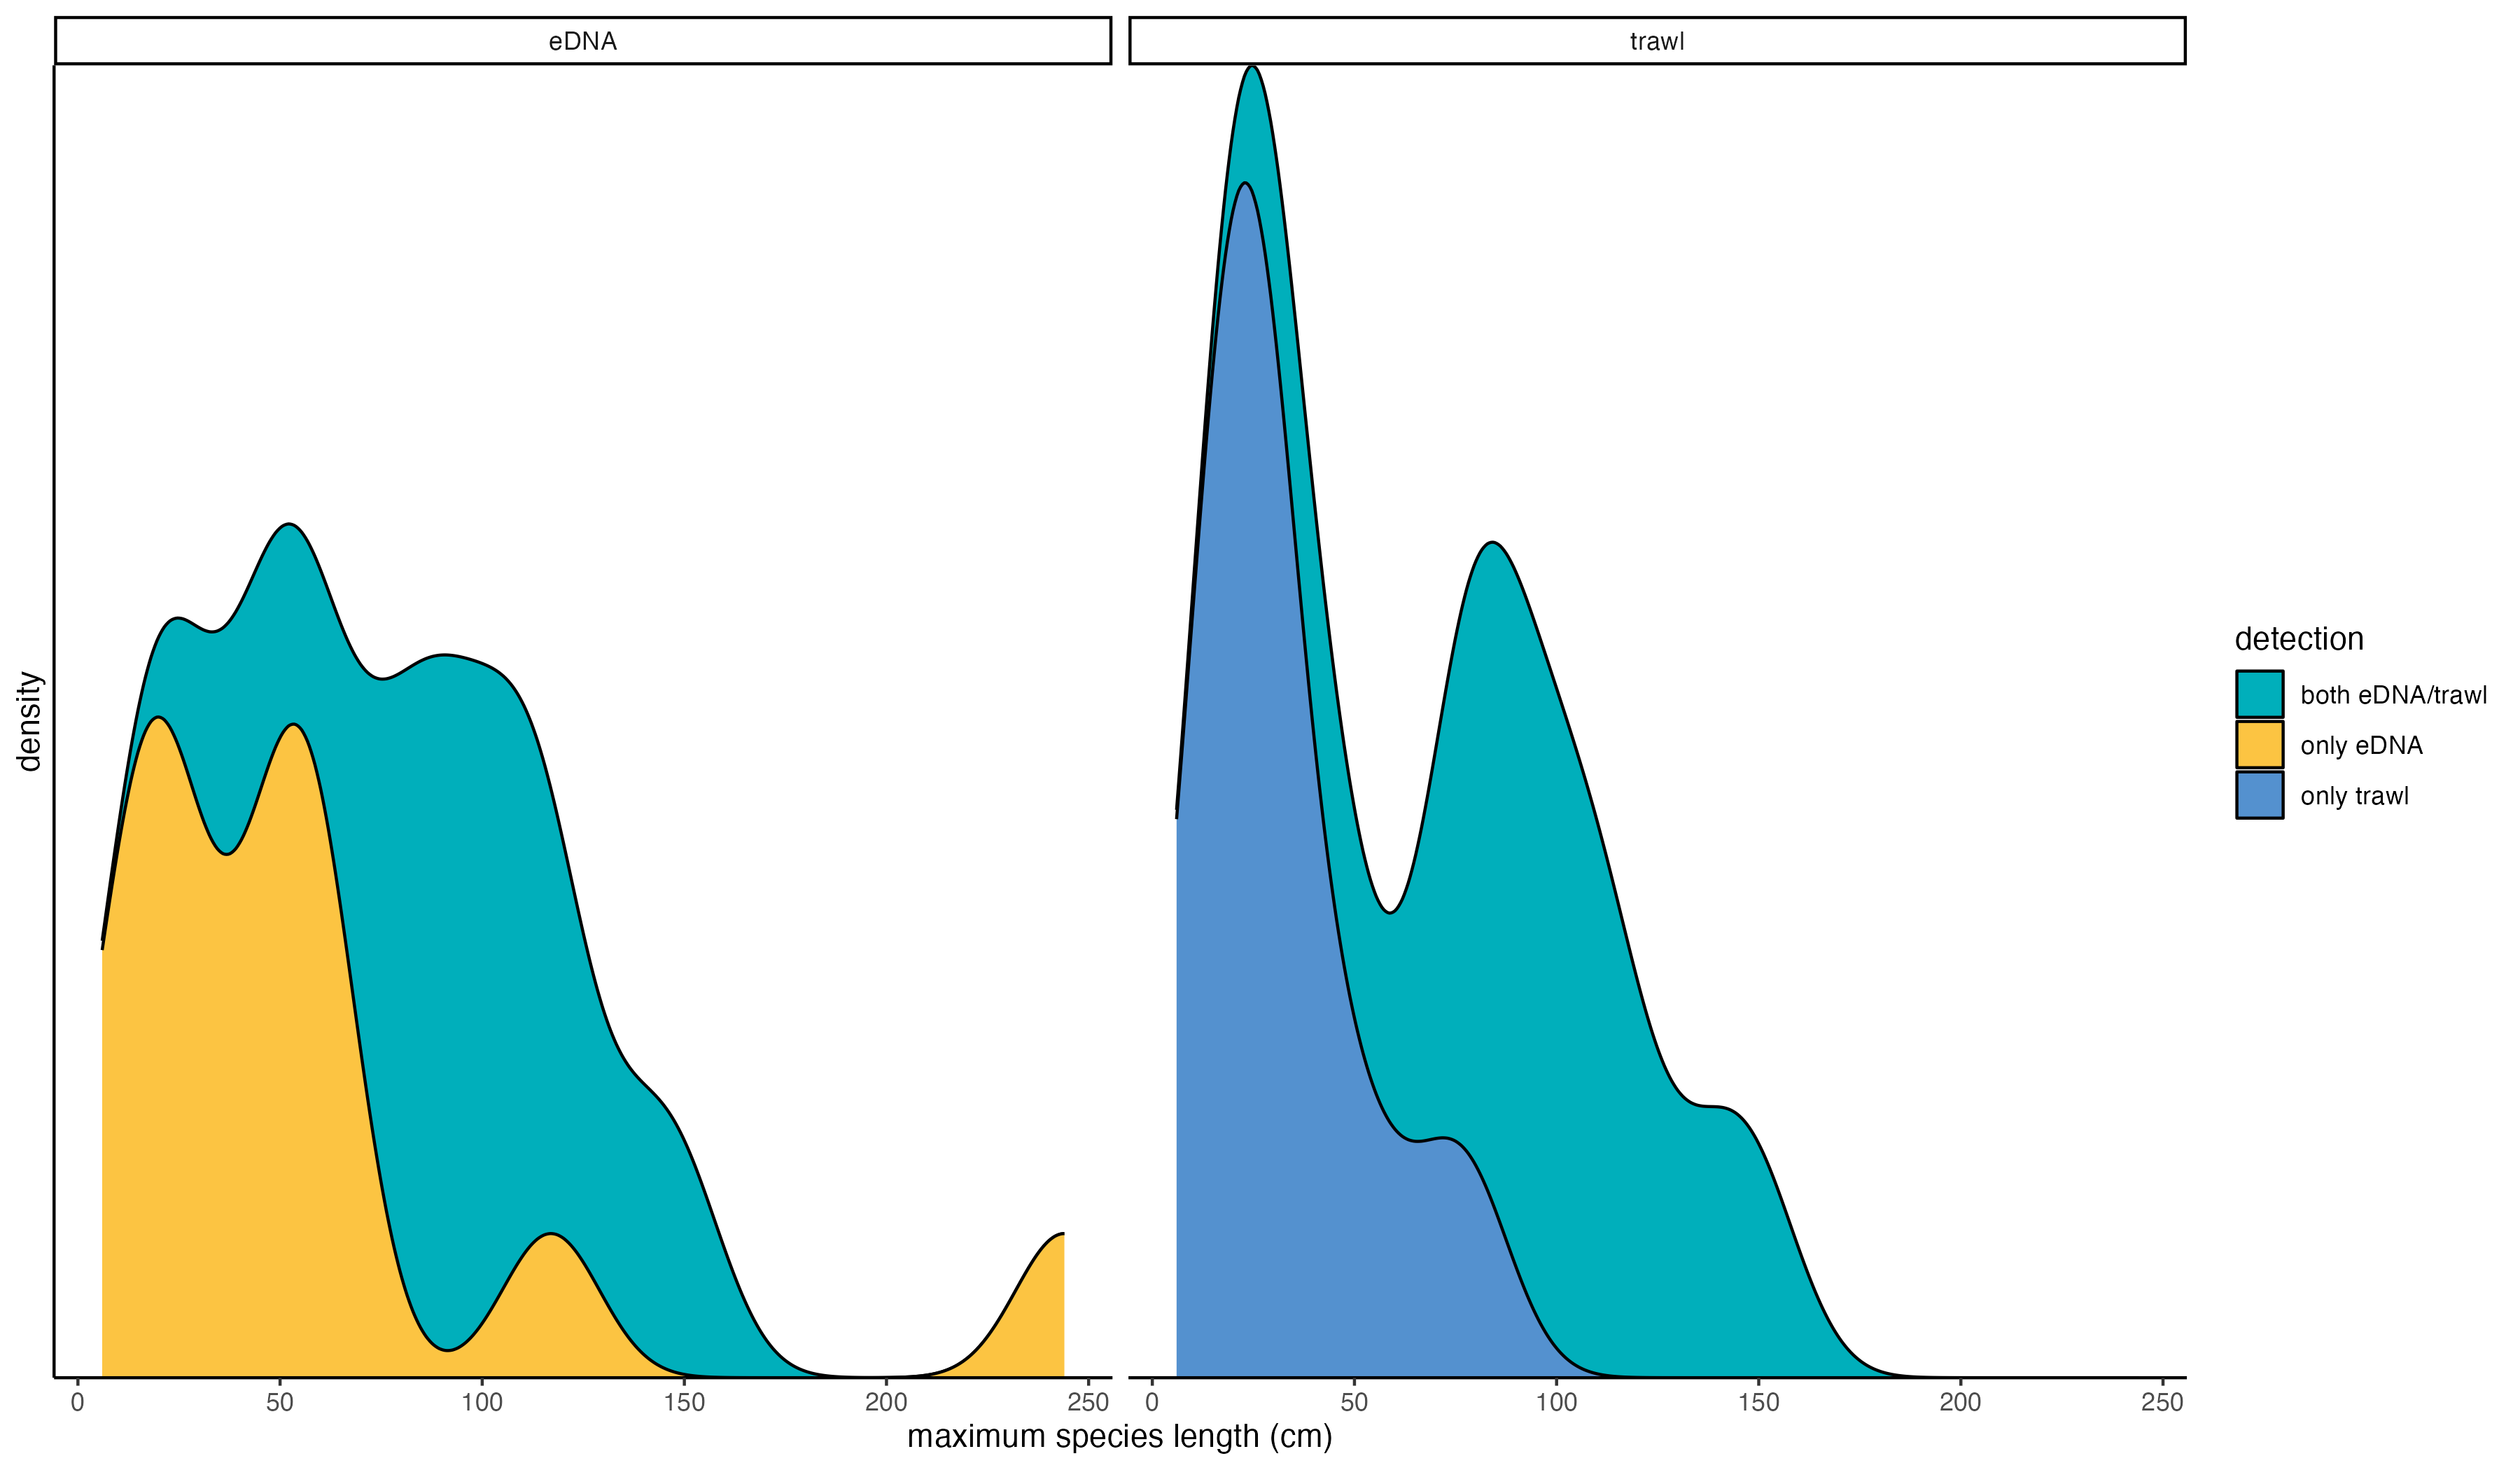 eDNA
trawl
density
0 50 100 150 200 250
0 50 100 150 200 250
maximum species length (cm)
detection
both eDNA/trawl
only eDNA
only trawl